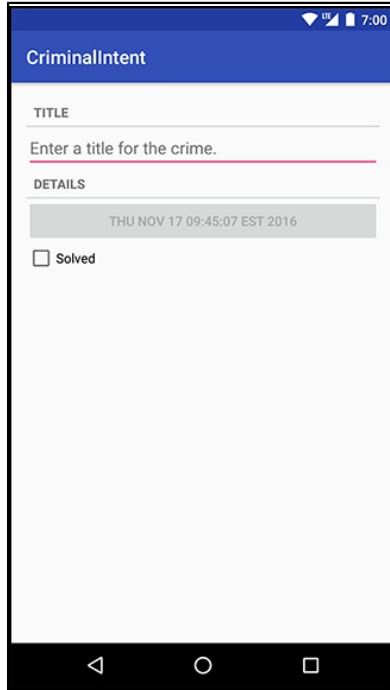 LTE 7:00
CriminalIntent
TITLE
Enter a title for the crime.
DETAILS
THU NOV 17 09:45:07 EST 2016
Solved